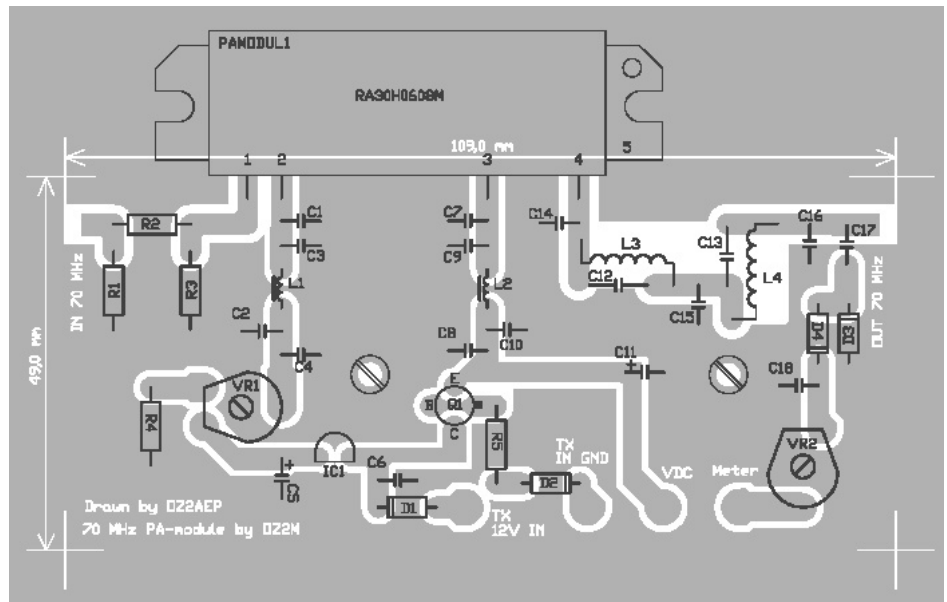 PAMODUL1
RA30H0608M
109,0 mm
1 2 3 4 5
R2
C1
C7
C14
C16
C3
C9
L3
C13
C17
R1
R3
L1
L2
C12
L4
IN 70 MHz
OUT 70 MHz
C2
C8
C10
C15
D4
D3
49,0 mm
C4
C11
+
C18
VR1
E
B Q1
C
R4
R5
VR2
IC1
C6
TX
IN GND
VDC
Meter
+
C5
D2
D1
Drawn by OZ2AEP
70 MHz PA-module by OZ2M
TX
12V IN